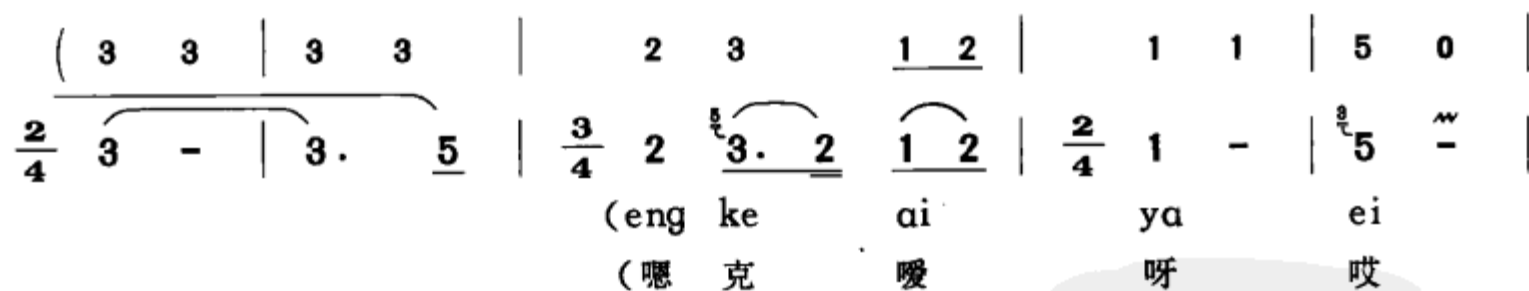 ( 3 3 | 3 3 | 2 3 1 2 | 1 1 | 5 0 |
2/4 3 - | 3. 5 | 3/4 2 5 3. 2 1 2 | 2/4 1 - | 3 5 - |
(eng ke ai ya ei
(嗯 克 嗳 呀 哎